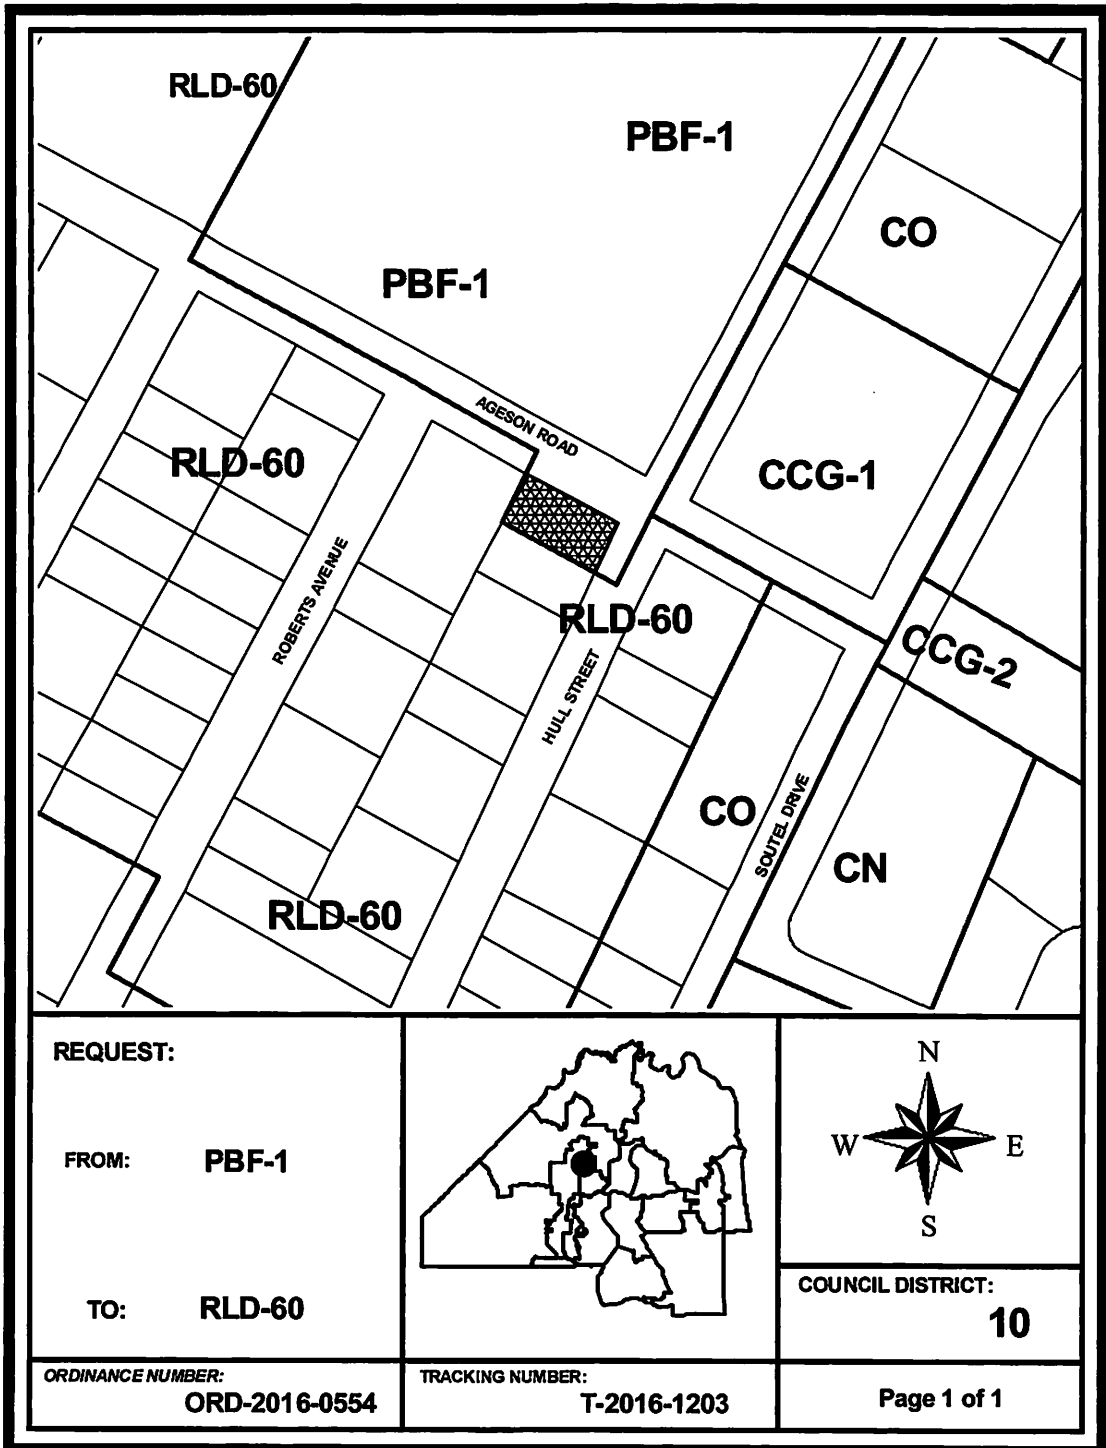 RLD-60
PBF-1
CO
PBF-1
AGESON ROAD
RLD-60
CCG-1
ROBERTS AVENUE
RLD-60
CCG-2
HULL STREET
CO
SOUTEL DRIVE
CN
RLD-60
REQUEST:
FROM: PBF-1
TO: RLD-60
N
W E
S
COUNCIL DISTRICT:
10
ORDINANCE NUMBER:
ORD-2016-0554
TRACKING NUMBER:
T-2016-1203
Page 1 of 1